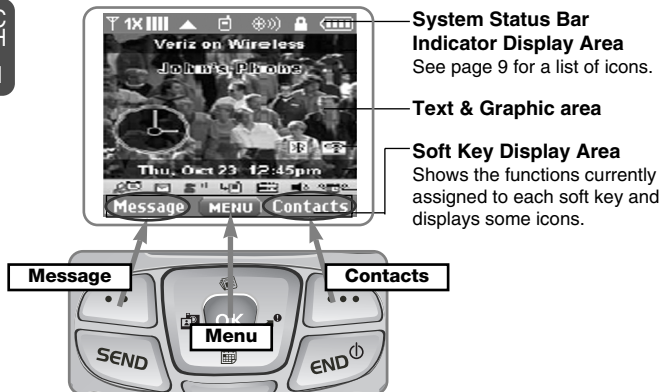 C
H
1
1X
System Status Bar
Indicator Display Area
See page 9 for a list of icons.
Verizon Wireless
John's Phone
Text & Graphic area
Thu, Oct 23 12:45pm
Soft Key Display Area
Shows the functions currently
assigned to each soft key and
displays some icons.
Message MENU Contacts
Message
Contacts
OK
Menu
SEND
END